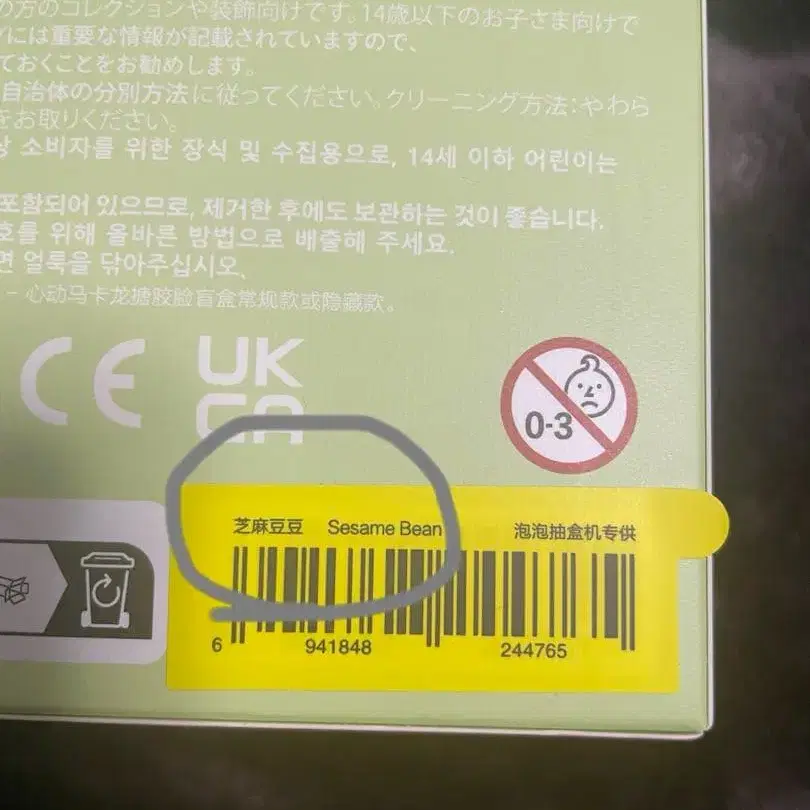 の方のコレクションや装飾向けです。14歳以下のお子さま向けで
には重要な情報が記載されていますので、
ておくことをお勧めします。
自治体の分別方法に従ってください。クリーニング方法:やわら
をお取りください。
상 소비자를 위한 장식 및 수집용으로, 14세 이하 어린이는
포함되어 있으므로, 제거한 후에도 보관하는 것이 좋습니다.
호를 위해 올바른 방법으로 배출해 주세요.
면 얼룩을 닦아주십시오.
- 心动马卡龙搪胶脸盲盒常规款或隐藏款。
CE UK
CA
0-3
芝麻豆豆 Sesame Bean 泡泡抽盒机专供
6 941848 244765